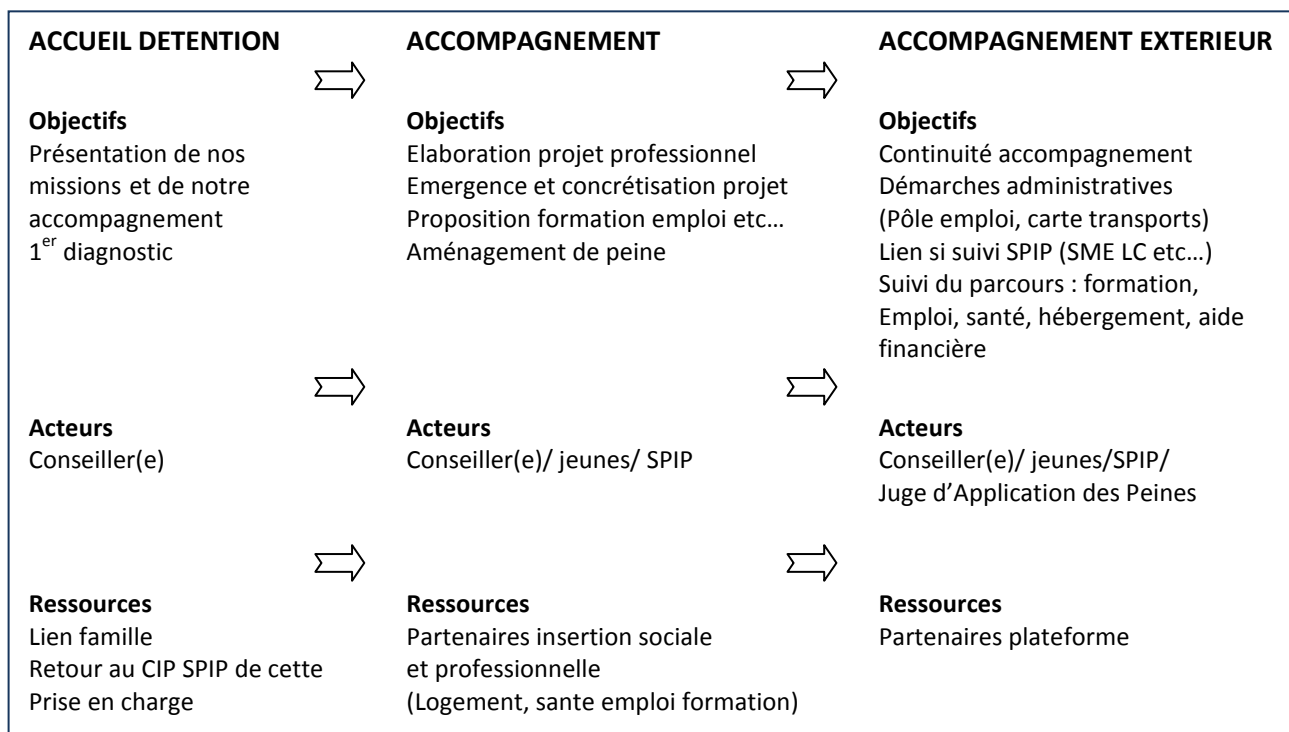 ACCUEIL DETENTION
Objectifs
Présentation de nos
missions et de notre
accompagnement
1er diagnostic
Acteurs
Conseiller(e)
Ressources
Lien famille
Retour au CIP SPIP de cette
Prise en charge
ACCOMPAGNEMENT
Objectifs
Elaboration projet professionnel
Emergence et concrétisation projet
Proposition formation emploi etc…
Aménagement de peine
Acteurs
Conseiller(e)/ jeunes/ SPIP
Ressources
Partenaires insertion sociale
et professionnelle
(Logement, sante emploi formation)
ACCOMPAGNEMENT EXTERIEUR
Objectifs
Continuité accompagnement
Démarches administratives
(Pôle emploi, carte transports)
Lien si suivi SPIP (SME LC etc…)
Suivi du parcours : formation,
Emploi, santé, hébergement, aide
financière
Acteurs
Conseiller(e)/ jeunes/SPIP/
Juge d’Application des Peines
Ressources
Partenaires plateforme